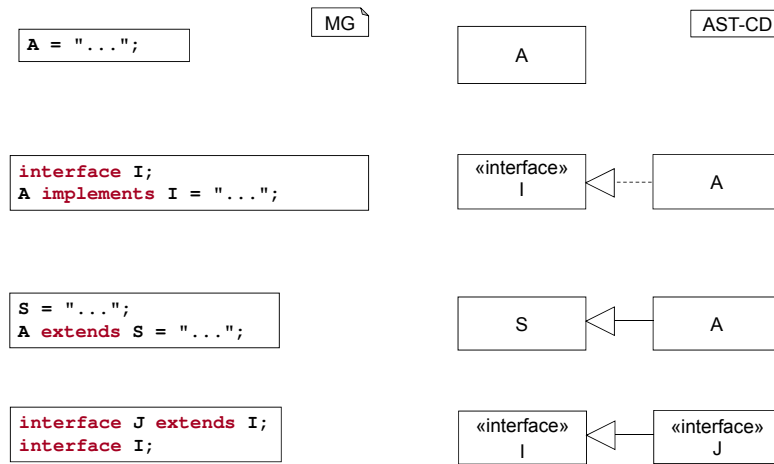 MG
AST-CD
A = "...";
A
interface I;
A implements I = "...";
«interface»
I
A
S = "...";
A extends S = "...";
S
A
interface J extends I;
interface I;
«interface»
I
«interface»
J